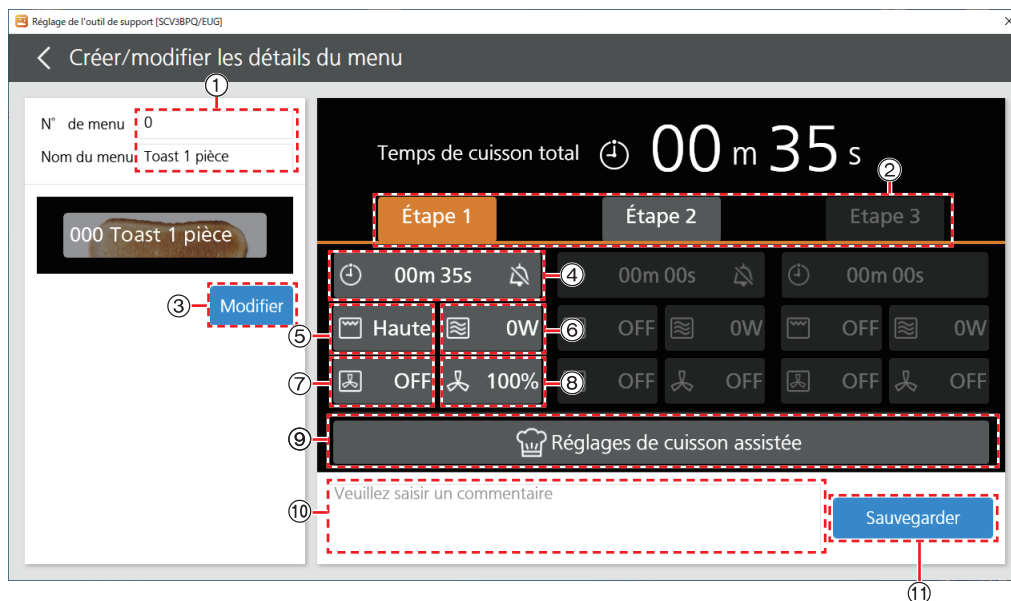 Réglage de l'outil de support [SCV3BPQ/EUG]
Créer/modifier les détails du menu
①
N° de menu 0
Nom du menu Toast 1 pièce
000 Toast 1 pièce
③ Modifier
Temps de cuisson total 00 m 35 s
②
Étape 1 Étape 2 Etape 3
00m 35s ④ 00m 00s 00m 00s
⑤ Haute 0W ⑥ OFF 0W OFF 0W
⑦ OFF 100% ⑧ OFF OFF OFF OFF
⑨ Réglages de cuisson assistée
⑩ Veuillez saisir un commentaire
Sauvegarder
⑪